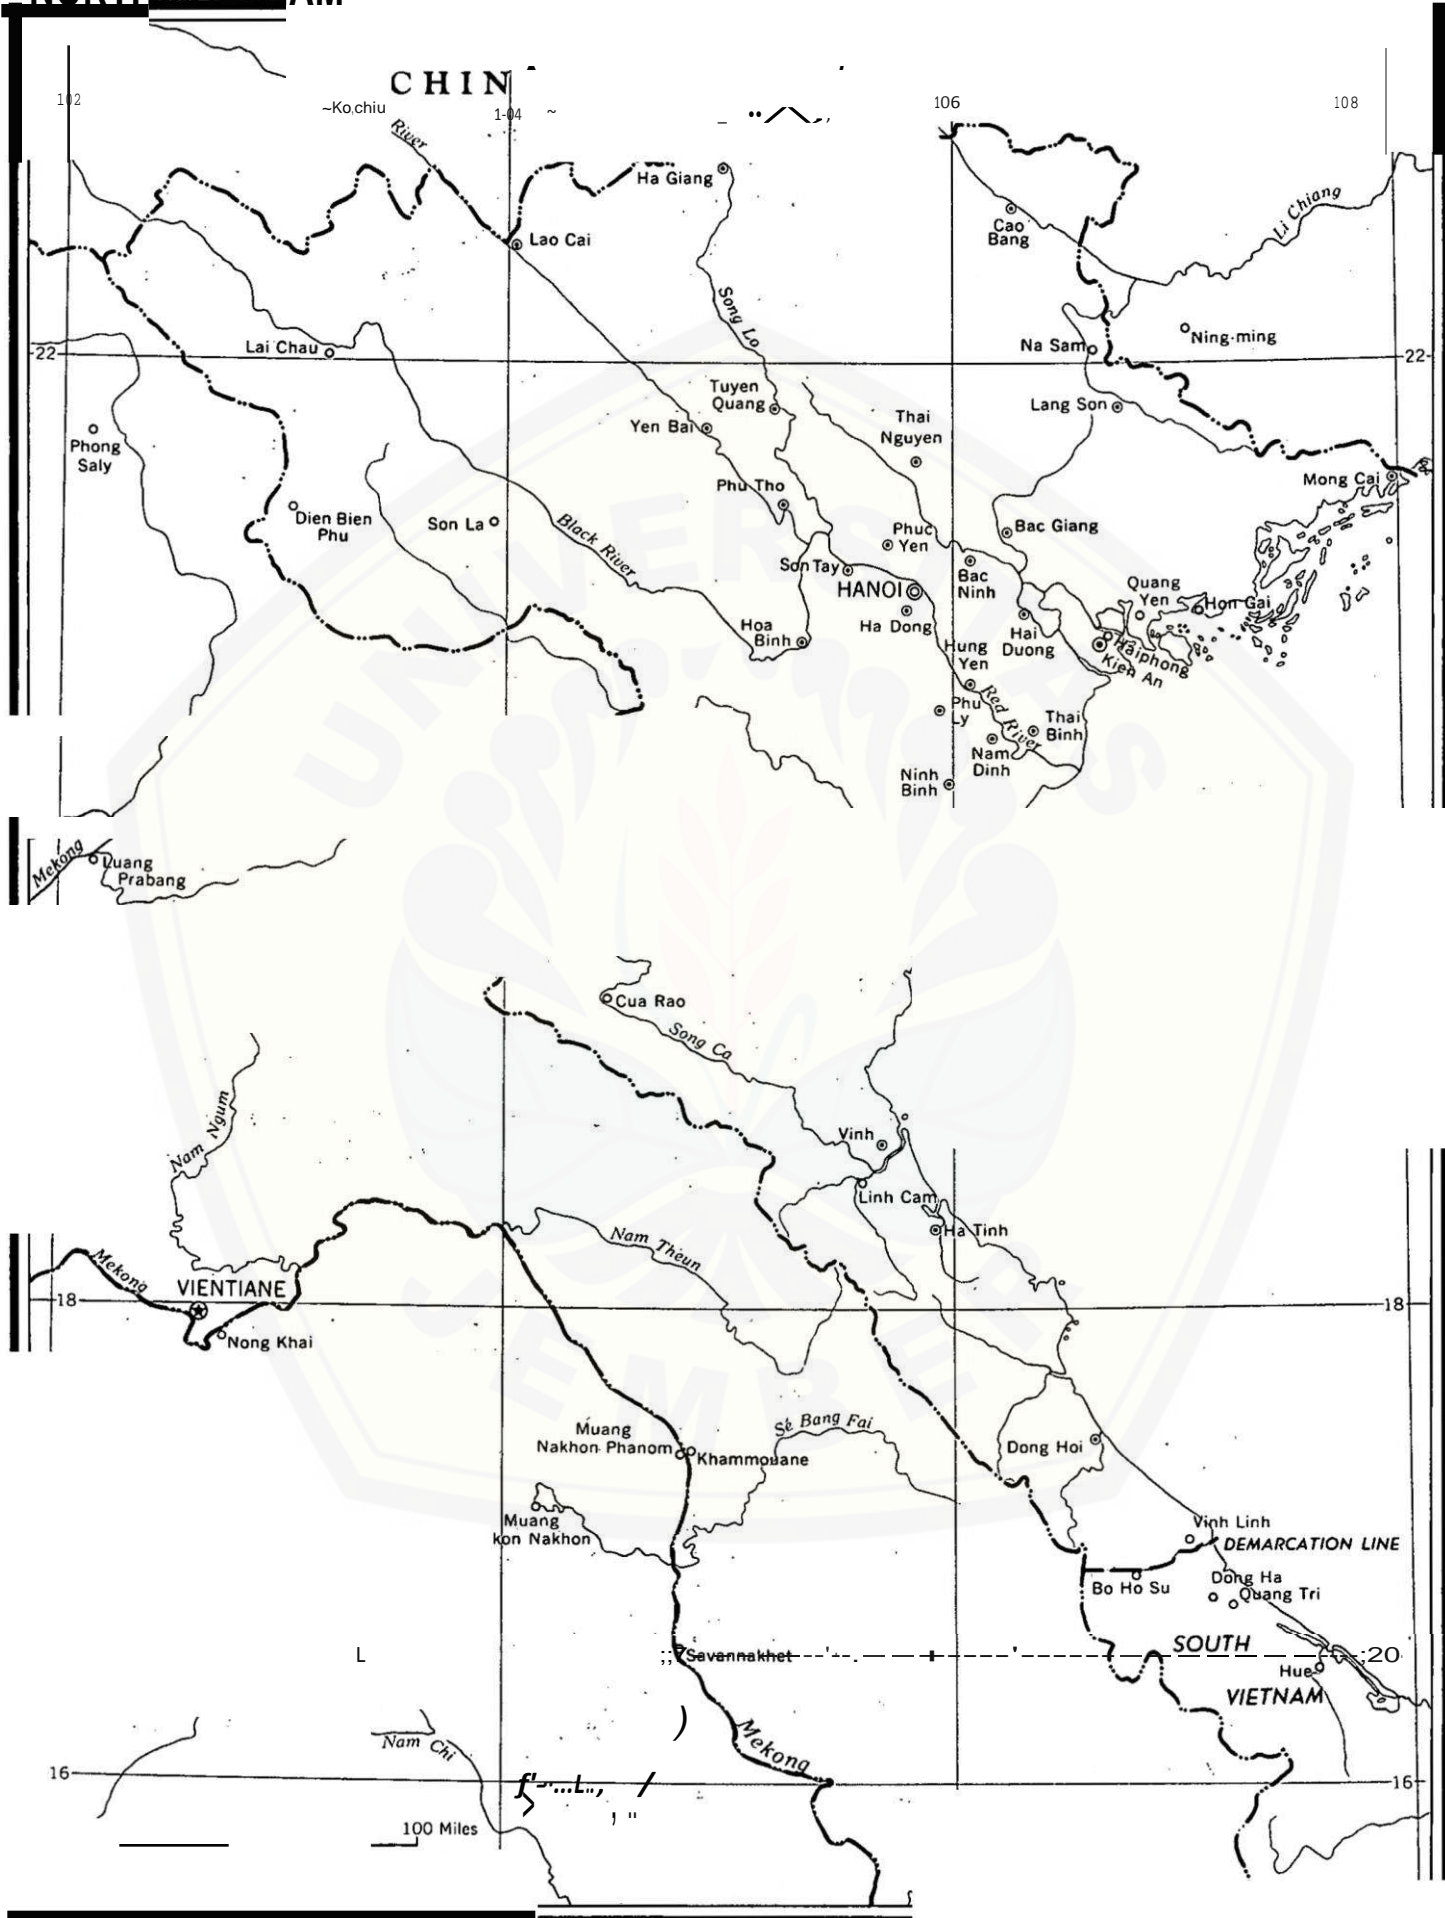 CHIN
102
~Ko,chiu
1-04
106
108
River
Ha Giang
Lao Cai
Cao
Bang
Li Chiang
Song Lo
Lai Chau
22
Na Sam
Ning-ming
22
Tuyen
Quang
Lang Son
Yen Bai
Thai
Nguyen
Phong
Saly
Phu Tho
Mong Cai
Dien Bien
Phu
Son La
Black River
Phuc
Yen
Bac Giang
Son Tay
HANOI
Bac
Ninh
Quang
Yen
Hon Gai
Ha Dong
Hoa
Binh
Hai
Duong
Haiphong
Kien An
Hung
Yen
Phu
Ly
Red River
Thai
Binh
Nam
Dinh
Ninh
Binh
Mekong
Luang
Prabang
UNIVERSITAS
JEMBER
Cua Rao
Song Ca
Nam Ngum
Vinh
Linh Cam
Ha Tinh
Nam Theun
Mekong
VIENTIANE
18
18
Nong Khai
Muang
Nakhon Phanom
Khammouane
Se Bang Fai
Dong Hoi
Muang
kon Nakhon
Vinh Linh
DEMARCATION LINE
Bo Ho Su
Dong Ha
Quang Tri
SOUTH
VIETNAM
L
Savannakhet
20
Hue
Mekong
Nam Chi
16
16
100 Miles